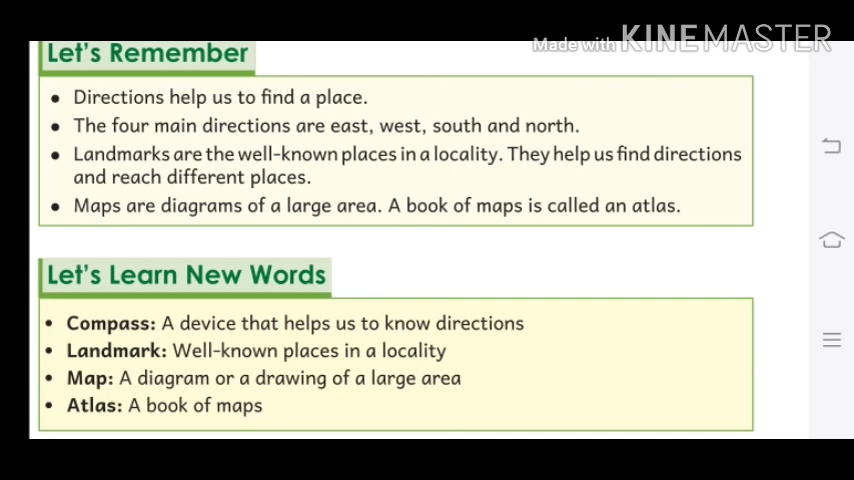 Made with KINEMASTER
Let's Remember
• Directions help us to find a place.
• The four main directions are east, west, south and north.
• Landmarks are the well-known places in a locality. They help us find directions
and reach different places.
• Maps are diagrams of a large area. A book of maps is called an atlas.
Let's Learn New Words
• Compass: A device that helps us to know directions
• Landmark: Well-known places in a locality
• Map: A diagram or a drawing of a large area
• Atlas: A book of maps